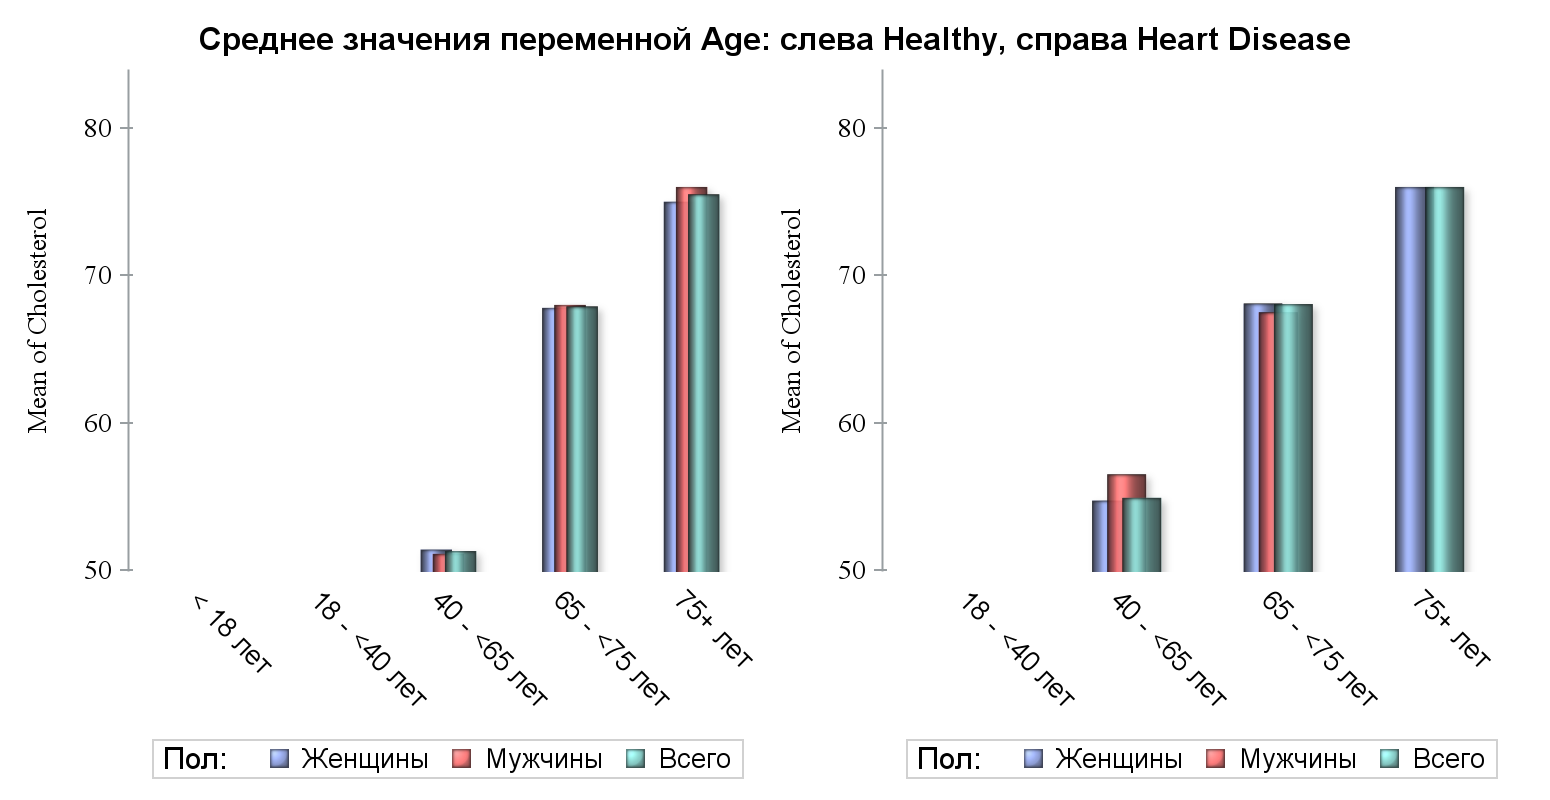 Среднее значения переменной Age: слева Healthy, справа Heart Disease
Mean of Cholesterol
80
70
60
50
< 18 лет
18 - <40 лет
40 - <65 лет
65 - <75 лет
75+ лет
Пол: Женщины Мужчины Всего
Mean of Cholesterol
80
70
60
50
18 - <40 лет
40 - <65 лет
65 - <75 лет
75+ лет
Пол: Женщины Мужчины Всего